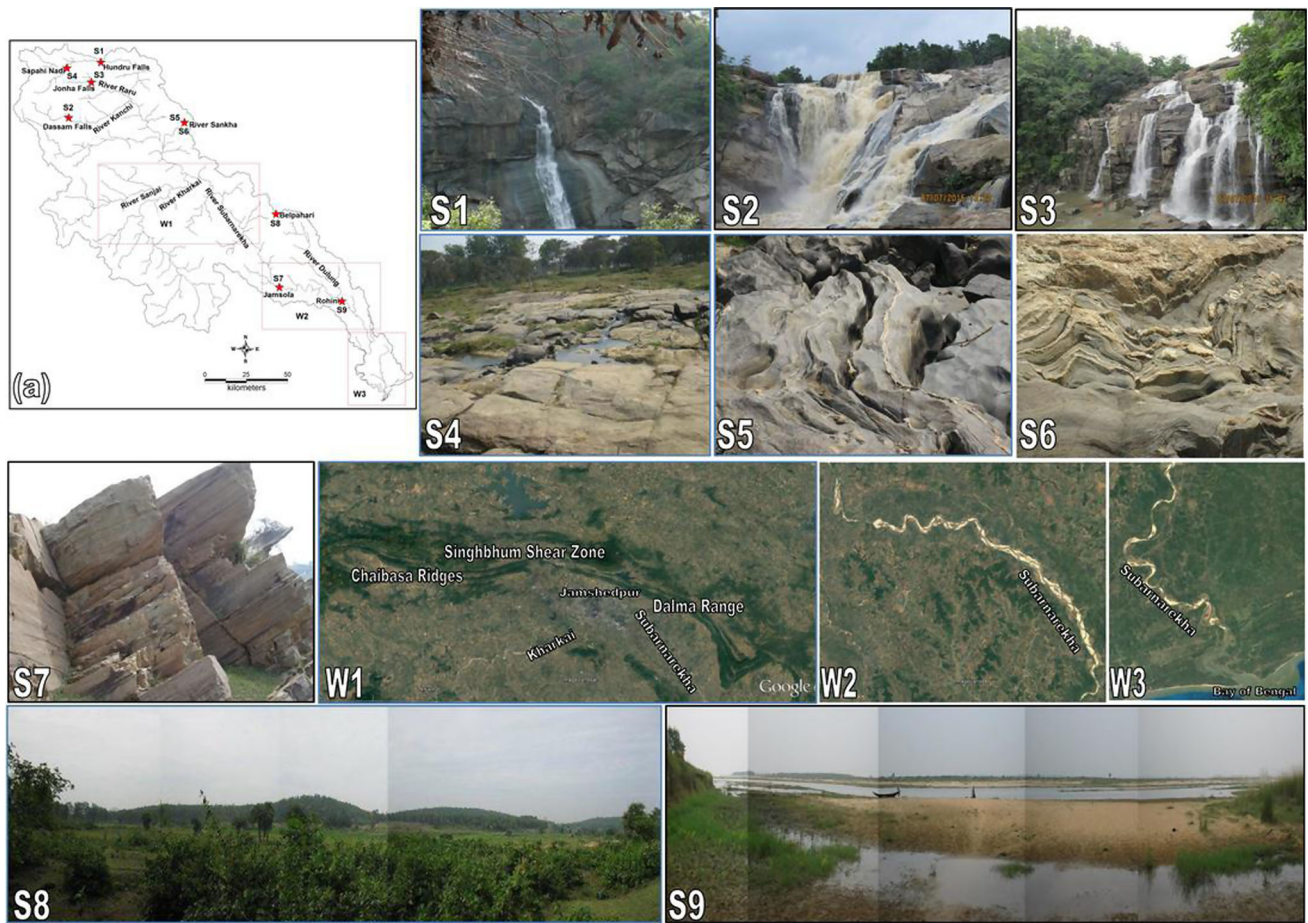 S1
Sapahi Nadi
Hundru Falls
S4
S3
Jonha Falls
River Raru
S2
Dassam Falls
River Kanchi
S5
River Sankha
S6
River Sanjai
River Kharkai
River Subarnarekha
W1
Belpahari
S8
River Dulung
S7
Jamsola
Rohini
S9
W2
N
W
E
S
0 25 50
kilometers
W3
(a)
S1
S2
S3
S4
S5
S6
S7
Singhbhum Shear Zone
Chaibasa Ridges
Jamshedpur
Dalma Range
Kharkai
Subarnarekha
Google
W1
Subarnarekha
W2
Subarnarekha
Bay of Bengal
W3
S8
S9